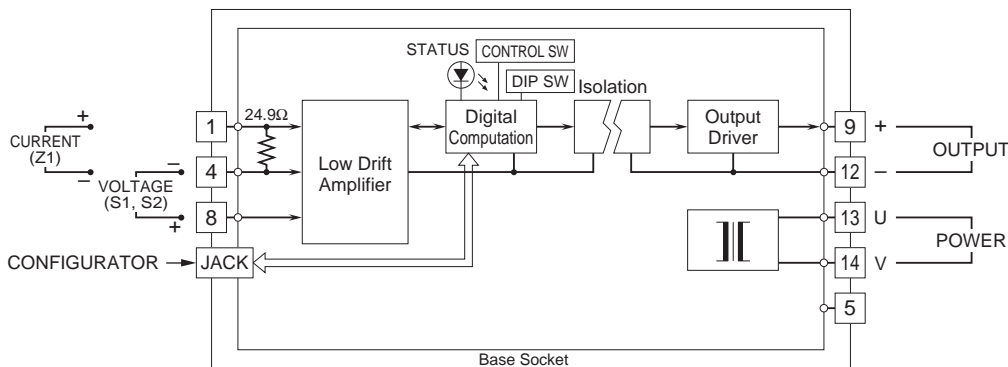 STATUS
CONTROL SW
DIP SW
Isolation
24.9Ω
+
CURRENT
(Z1)
−
−
VOLTAGE
(S1, S2)
+
1
4
8
Low Drift
Amplifier
Digital
Computation
Output
Driver
9
+
OUTPUT
12
−
13
U
POWER
14
V
5
CONFIGURATOR
JACK
Base Socket